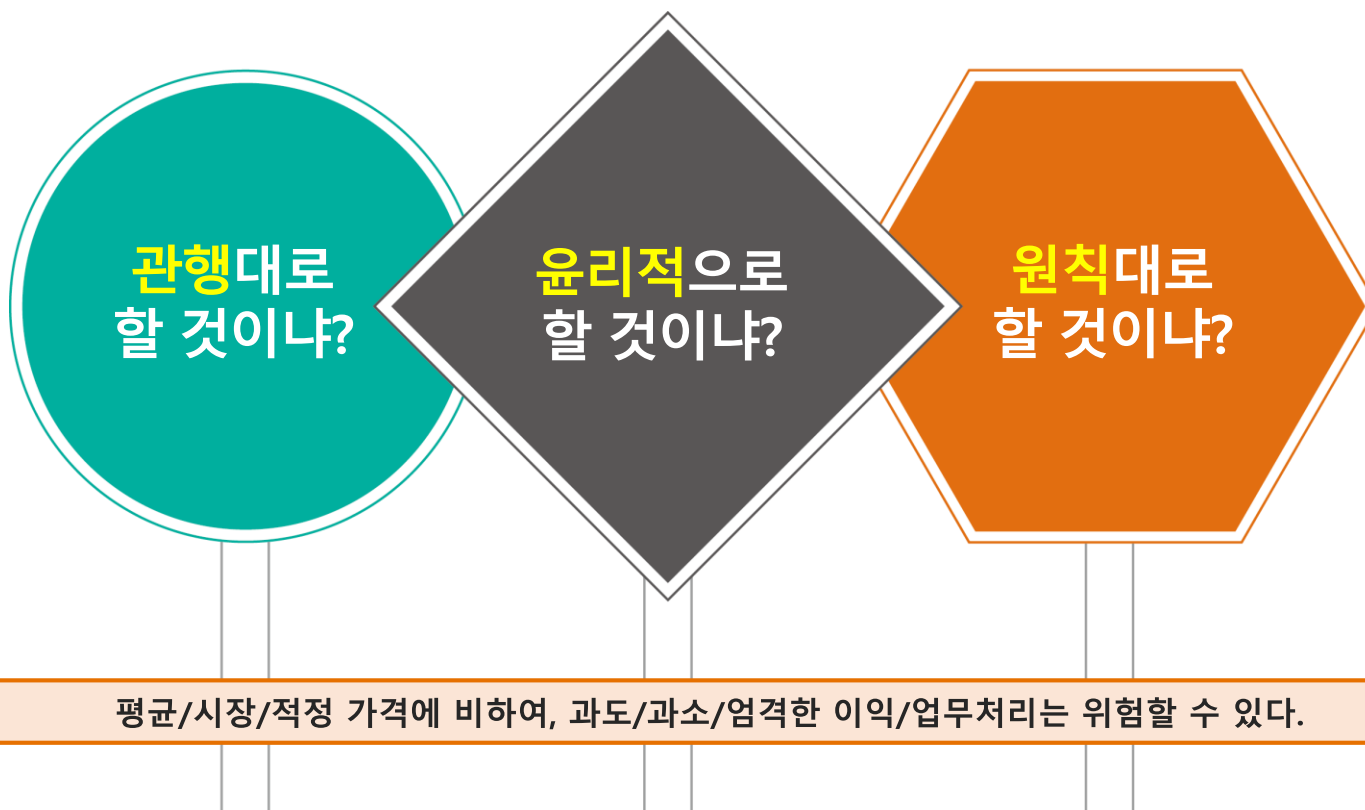 관행대로
할 것이냐?
윤리적으로
할 것이냐?
원칙대로
할 것이냐?
평균/시장/적정 가격에 비하여, 과도/과소/엄격한 이익/업무처리는 위험할 수 있다.